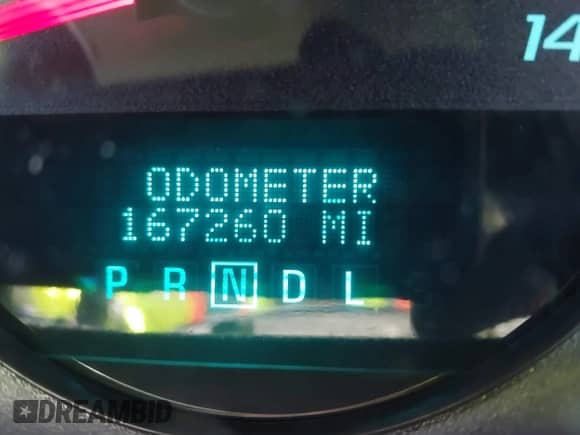 14
ODOMETER
167260 MI
P R N D L
DREAMBID